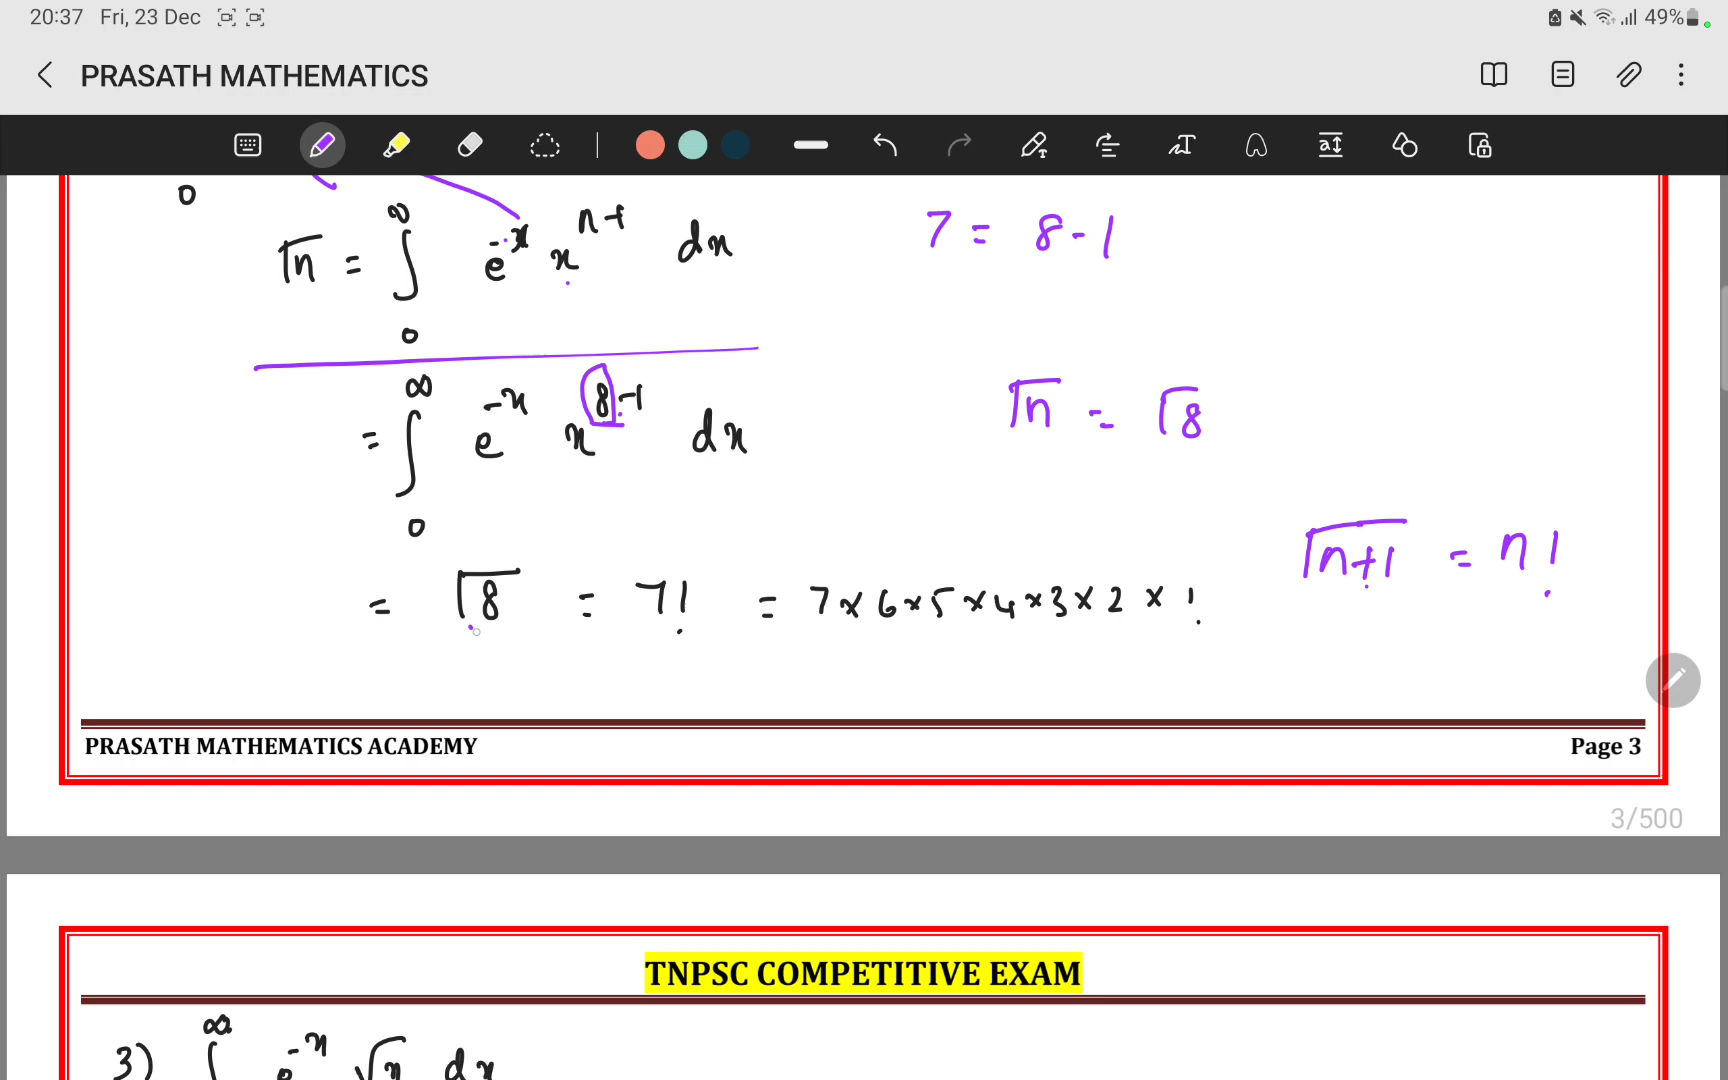 20:37 Fri, 23 Dec 49%
PRASATH MATHEMATICS
0
Γn = ∫₀^∞ e^-x x^n-1 dx
7 = 8-1
= ∫₀^∞ e^-x x^8-1 dx
Γn = Γ8
Γn+1 = n!
= Γ8 = 7! = 7×6×5×4×3×2×1
PRASATH MATHEMATICS ACADEMY Page 3
3/500
TNPSC COMPETITIVE EXAM
3) ∫ ^∞ e^-x √x dx